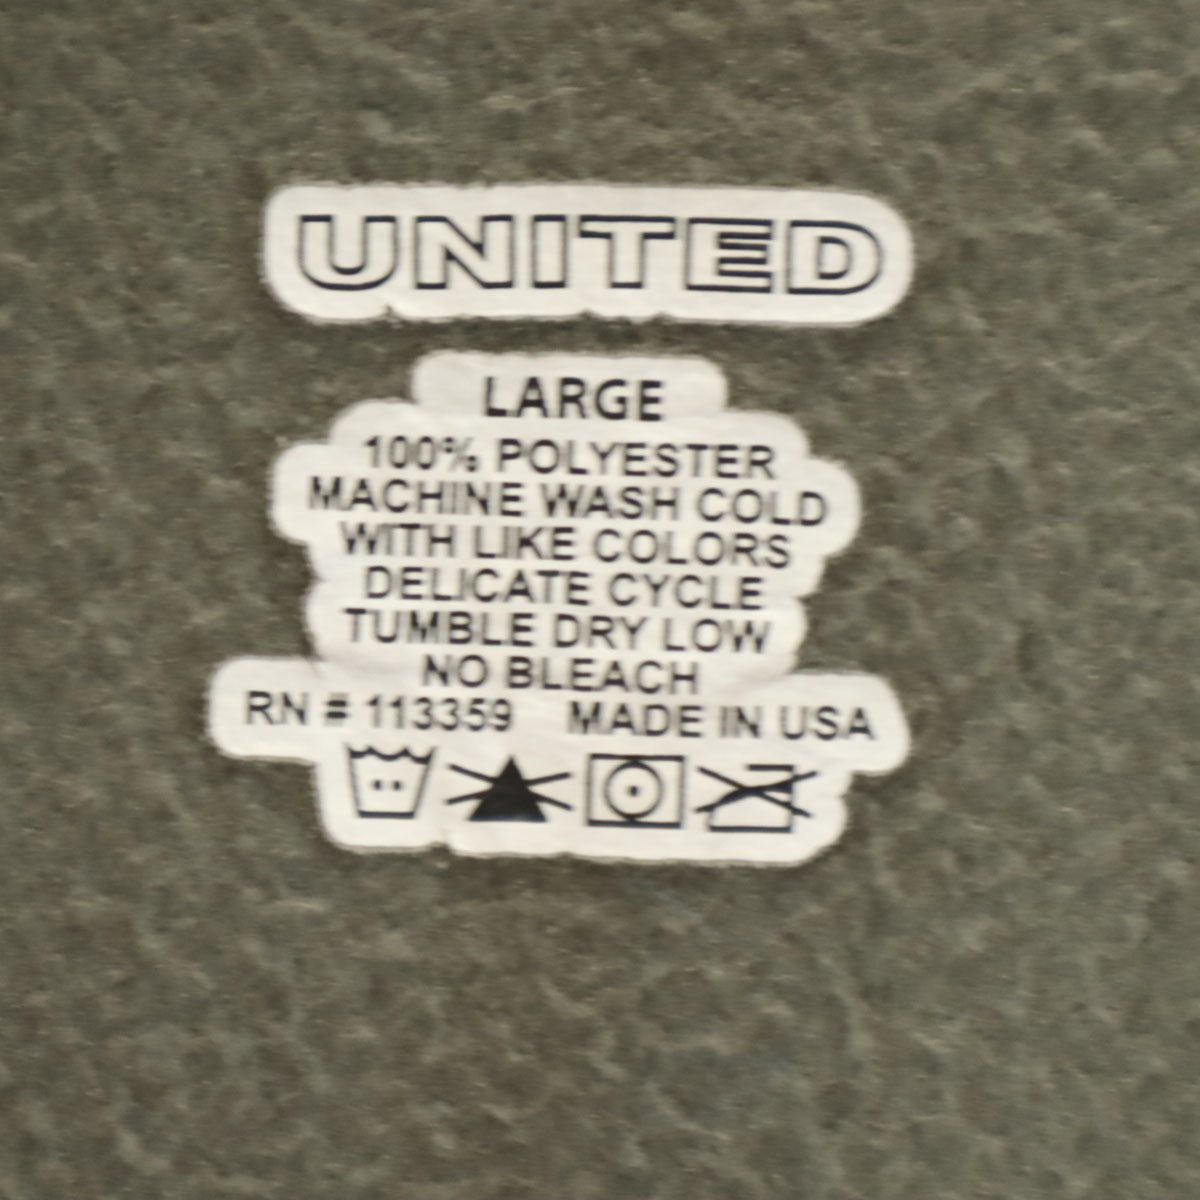 UNITED
LARGE
100% POLYESTER
MACHINE WASH COLD
WITH LIKE COLORS
DELICATE CYCLE
TUMBLE DRY LOW
NO BLEACH
RN # 113359 MADE IN USA